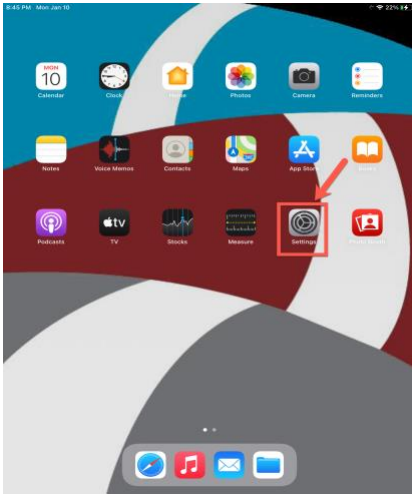 8:45 PM Mon Jan 10
22%
MON
10
Calendar
Clock
Home
Photos
Camera
Reminders
Notes
Voice Memos
Contacts
Maps
App Store
Books
Podcasts
tv
TV
Stocks
Measure
Settings
Photo Booth